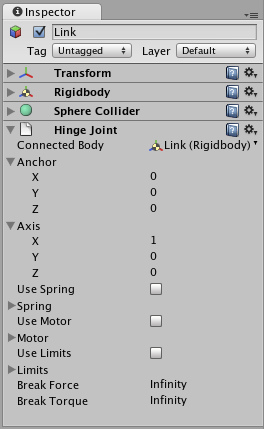 Inspector
Link
Tag Untagged Layer Default
Transform
Rigidbody
Sphere Collider
Hinge Joint
Connected Body Link (Rigidbody)
Anchor
X 0
Y 0
Z 0
Axis
X 1
Y 0
Z 0
Use Spring
Spring
Use Motor
Motor
Use Limits
Limits
Break Force Infinity
Break Torque Infinity